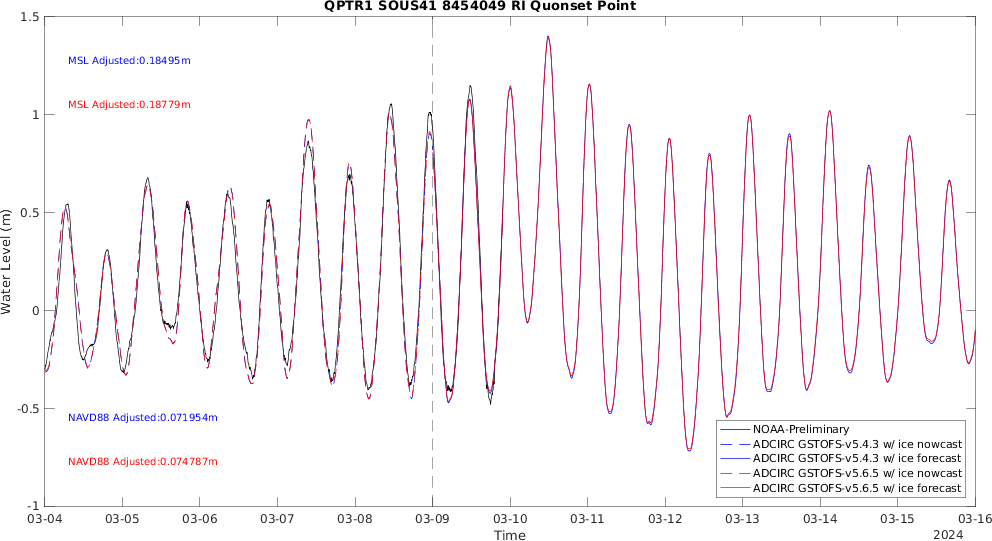 QPTR1 SOUS41 8454049 RI Quonset Point
1.5
1
0.5
0
-0.5
-1
Water Level (m)
MSL Adjusted:0.18495m
MSL Adjusted:0.18779m
NAVD88 Adjusted:0.071954m
NAVD88 Adjusted:0.074787m
NOAA-Preliminary
ADCIRC GSTOFS-v5.4.3 w/ ice nowcast
ADCIRC GSTOFS-v5.4.3 w/ ice forecast
ADCIRC GSTOFS-v5.6.5 w/ ice nowcast
ADCIRC GSTOFS-v5.6.5 w/ ice forecast
03-04 03-05 03-06 03-07 03-08 03-09 03-10 03-11 03-12 03-13 03-14 03-15 03-16
Time
2024